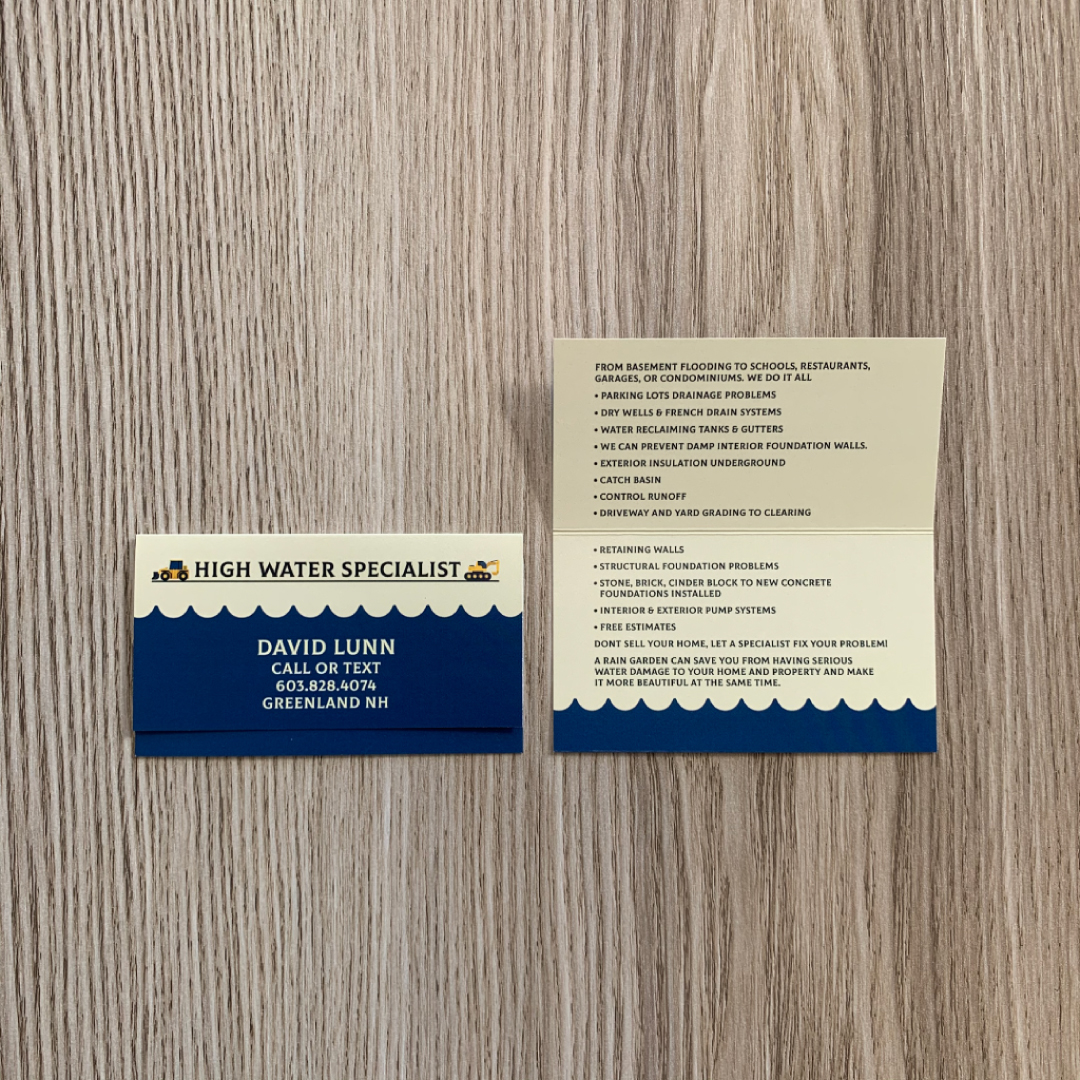 HIGH WATER SPECIALIST
DAVID LUNN
CALL OR TEXT
603.828.4074
GREENLAND NH
FROM BASEMENT FLOODING TO SCHOOLS, RESTAURANTS,
GARAGES, OR CONDOMINIUMS. WE DO IT ALL
• PARKING LOTS DRAINAGE PROBLEMS
• DRY WELLS & FRENCH DRAIN SYSTEMS
• WATER RECLAIMING TANKS & GUTTERS
• WE CAN PREVENT DAMP INTERIOR FOUNDATION WALLS.
• EXTERIOR INSULATION UNDERGROUND
• CATCH BASIN
• CONTROL RUNOFF
• DRIVEWAY AND YARD GRADING TO CLEARING
• RETAINING WALLS
• STRUCTURAL FOUNDATION PROBLEMS
• STONE, BRICK, CINDER BLOCK TO NEW CONCRETE
FOUNDATIONS INSTALLED
• INTERIOR & EXTERIOR PUMP SYSTEMS
• FREE ESTIMATES
DONT SELL YOUR HOME, LET A SPECIALIST FIX YOUR PROBLEM!
A RAIN GARDEN CAN SAVE YOU FROM HAVING SERIOUS
WATER DAMAGE TO YOUR HOME AND PROPERTY AND MAKE
IT MORE BEAUTIFUL AT THE SAME TIME.